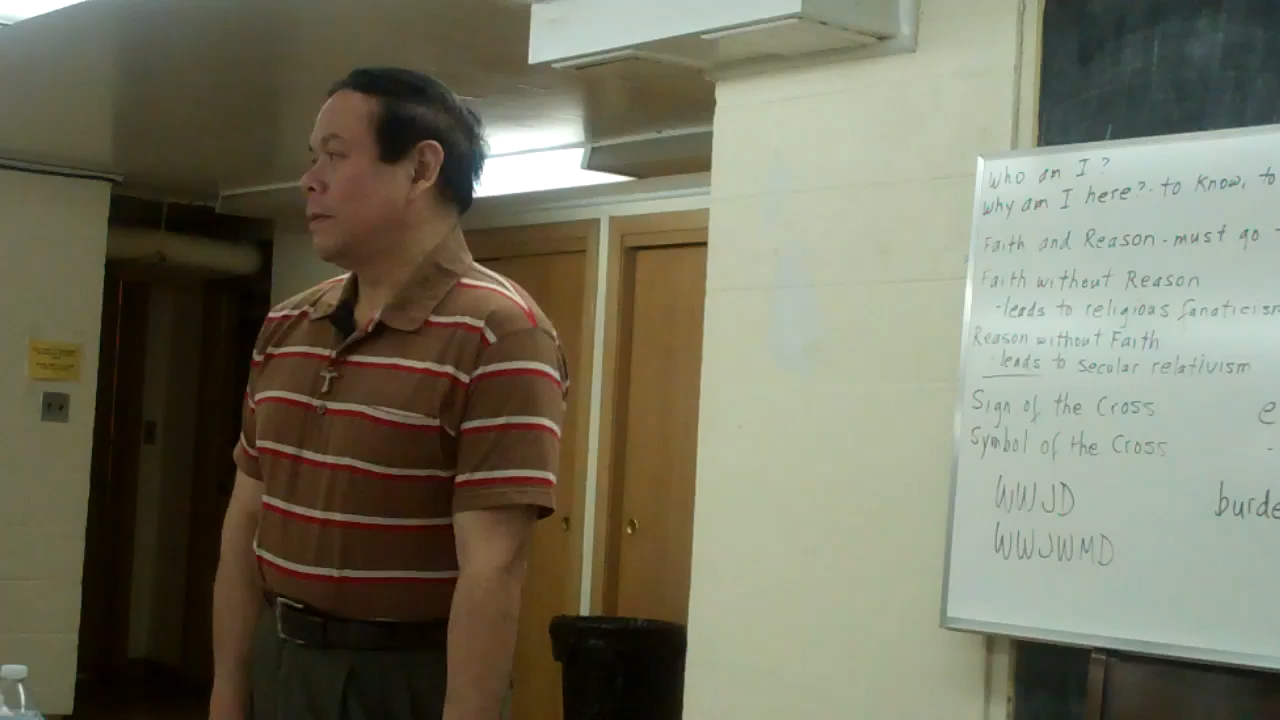 Who am I?
Why am I here? - to know, to
Faith and Reason - must go -
Faith without Reason
- leads to religious fanaticism
Reason without Faith
leads to secular relativism
Sign of the Cross
Symbol of the Cross
WWJD
burde
WWJWMD